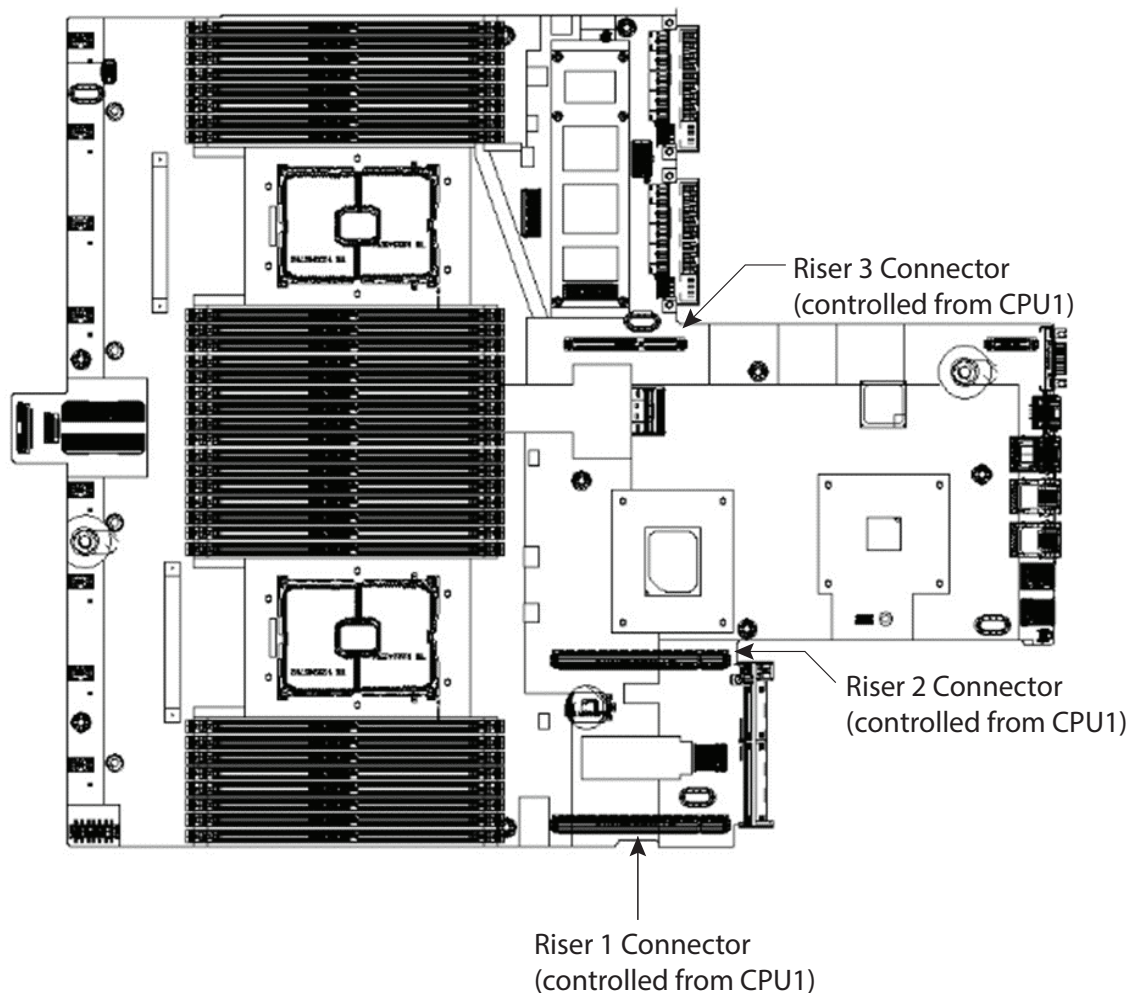 Riser 3 Connector
(controlled from CPU1)
Riser 2 Connector
(controlled from CPU1)
Riser 1 Connector
(controlled from CPU1)